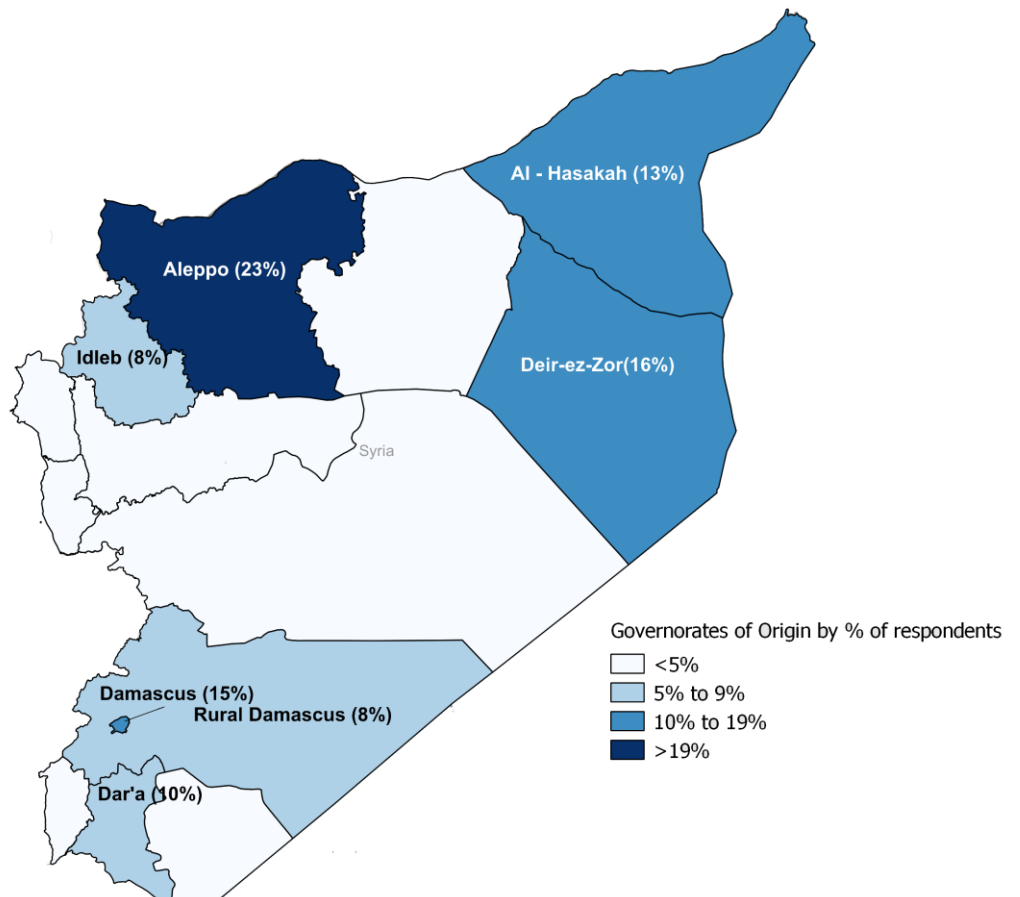 Al - Hasakah (13%)
Aleppo (23%)
Idleb (8%)
Deir-ez-Zor(16%)
Syria
Governorates of Origin by % of respondents
<5%
5% to 9%
10% to 19%
>19%
Damascus (15%)
Rural Damascus (8%)
Dar'a (10%)